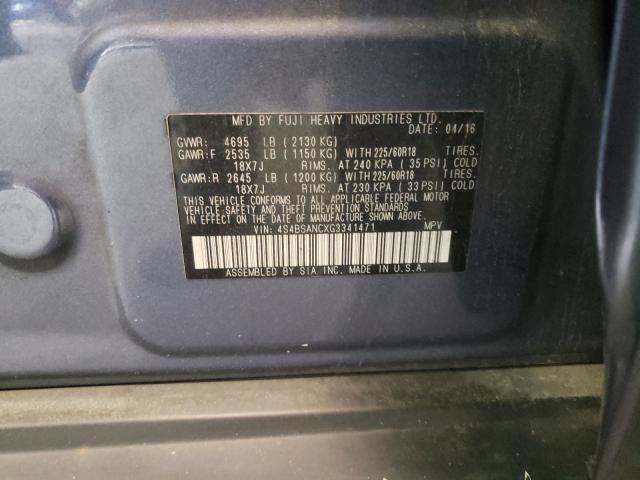 MFD BY FUJI HEAVY INDUSTRIES LTD.
DATE: 04/16
GVWR: 4695 LB (2130 KG)
GAWR:F 2535 LB (1150 KG) WITH 225/60R18 TIRES.
18X7J RIMS. AT 240 KPA (35 PSI) COLD
GAWR:R 2645 LB (1200 KG) WITH 225/60R18 TIRES.
18X7J RIMS. AT 230 KPA (33 PSI) COLD
THIS VEHICLE CONFORMS TO ALL APPLICABLE FEDERAL MOTOR
VEHICLE SAFETY AND THEFT PREVENTION STANDARDS
IN EFFECT ON THE DATE OF MANUFACTURE SHOWN ABOVE.
VIN: 4S4BSANCXG3341471 MPV
ASSEMBLED BY SIA INC. MADE IN U.S.A.